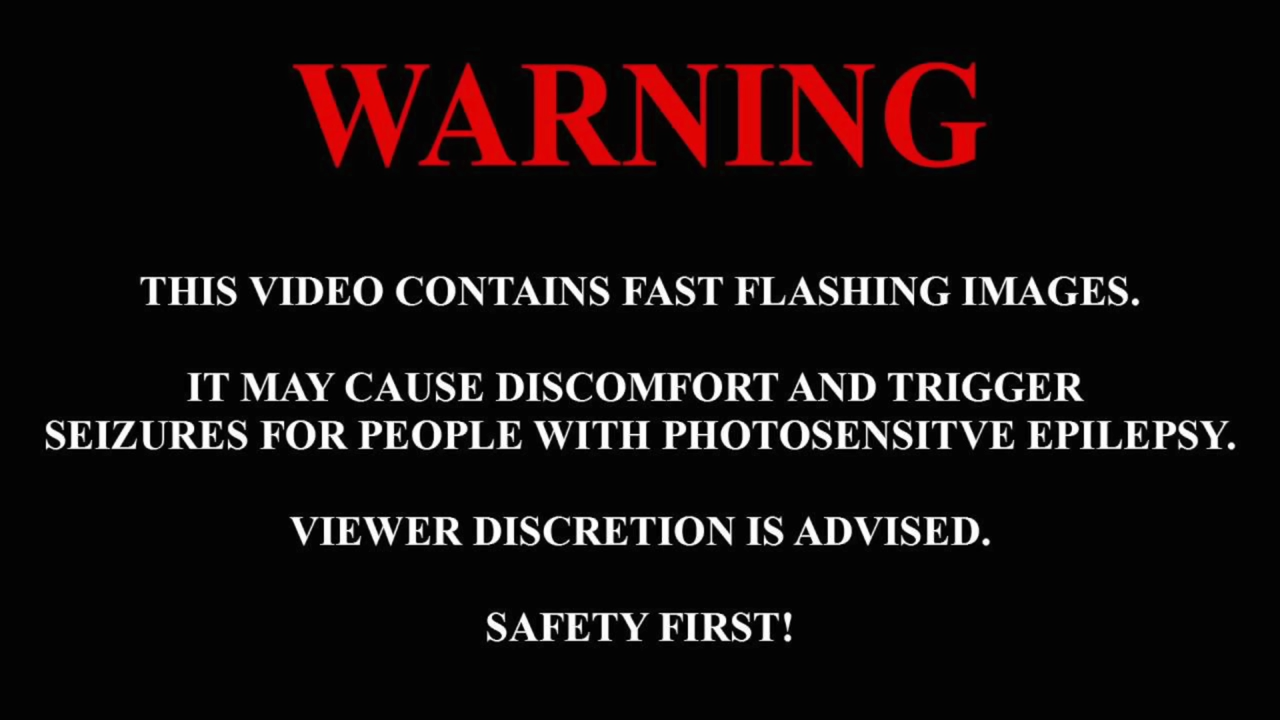 WARNING
THIS VIDEO CONTAINS FAST FLASHING IMAGES.
IT MAY CAUSE DISCOMFORT AND TRIGGER
SEIZURES FOR PEOPLE WITH PHOTOSENSITVE EPILEPSY.
VIEWER DISCRETION IS ADVISED.
SAFETY FIRST!